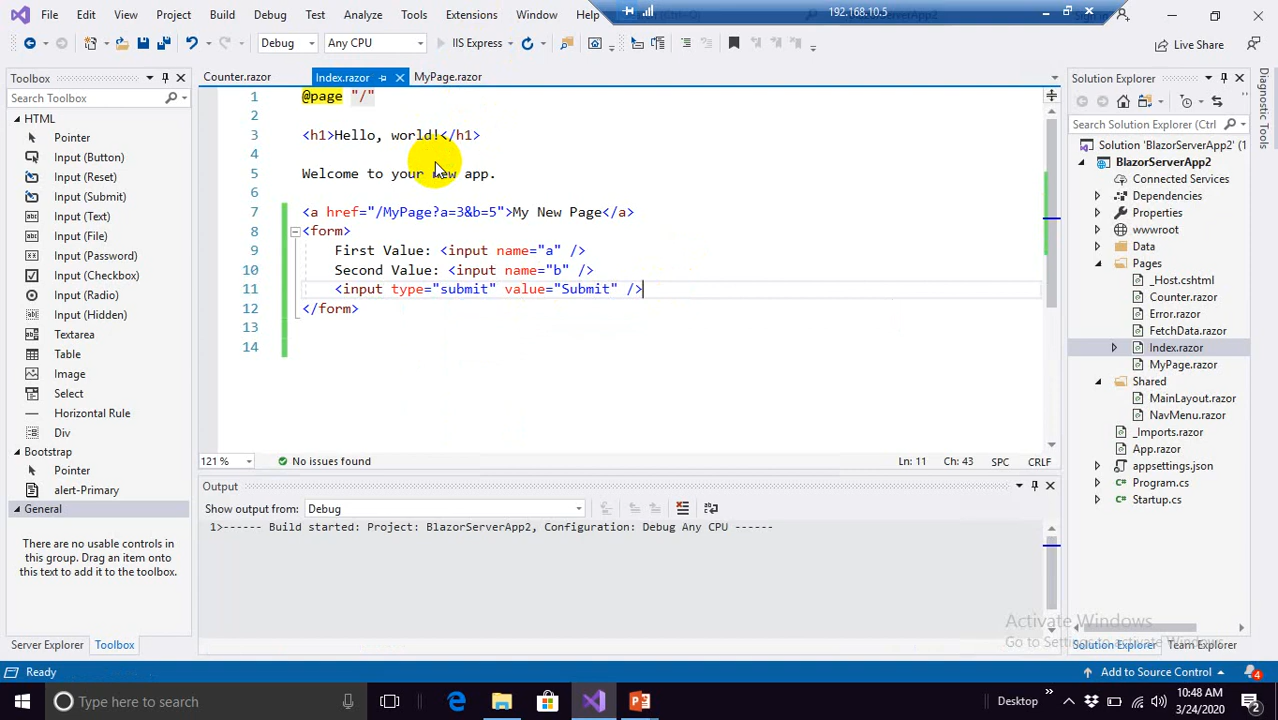 File Edit View Project Build Debug Test Analyze Tools Extensions Window Help
192.168.10.5
Debug Any CPU IIS Express Live Share
Toolbox
Search Toolbox
HTML
Pointer
Input (Button)
Input (Reset)
Input (Submit)
Input (Text)
Input (File)
Input (Password)
Input (Checkbox)
Input (Radio)
Input (Hidden)
Textarea
Table
Image
Select
Horizontal Rule
Div
Bootstrap
Pointer
alert-Primary
General
There are no usable controls in
this group. Drag an item onto
this text to add it to the toolbox.
Server Explorer Toolbox
Counter.razor Index.razor MyPage.razor
1 @page "/"
2
3 <h1>Hello, world!</h1>
4
5 Welcome to your new app.
6
7 <a href="/MyPage?a=3&b=5">My New Page</a>
8 <form>
9 First Value: <input name="a" />
10 Second Value: <input name="b" />
11 <input type="submit" value="Submit" />
12 </form>
13
14
121 % No issues found Ln: 11 Ch: 43 SPC CRLF
Output
Show output from: Debug
1>------ Build started: Project: BlazorServerApp2, Configuration: Debug Any CPU ------
Solution Explorer
Search Solution Explorer (Ctrl
Solution 'BlazorServerApp2' (1
BlazorServerApp2
Connected Services
Dependencies
Properties
wwwroot
Data
Pages
_Host.cshtml
Counter.razor
Error.razor
FetchData.razor
Index.razor
MyPage.razor
Shared
MainLayout.razor
NavMenu.razor
_Imports.razor
App.razor
appsettings.json
Program.cs
Startup.cs
Solution Explorer Team Explorer
Diagnostic Tools
Activate Windows
Go to Settings to activate Windows.
Ready Add to Source Control 4
Type here to search Desktop 10:48 AM
3/24/2020
2